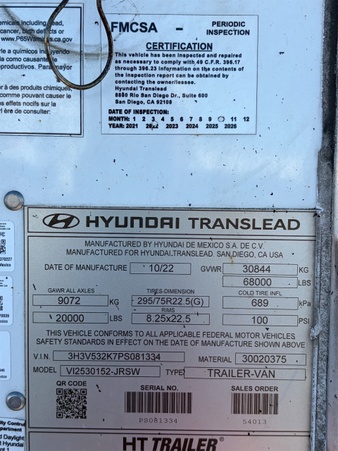 FMCSA - PERIODIC INSPECTION
CERTIFICATION
This vehicle has been inspected and repaired
as necessary to comply with 49 C.F.R. 396.17
through 396.23 Information on the content of
the inspection report can be obtained by
contacting the owner/lessee.
Hyundai Translead
8880 Rio San Diego Dr., Suite 600
San Diego, CA 92108
DATE OF INSPECTION:
MONTH: 1 2 3 4 5 6 7 8 9 11 12
YEAR: 2021 2022 2023 2024 2025 2026
www.P65Warnings.ca.gov
HYUNDAI TRANSLEAD
MANUFACTURED BY HYUNDAI DE MEXICO S.A. DE C.V.
MANUFACTURED FOR HYUNDAI TRANSLEAD, SAN DIEGO, CA USA
DATE OF MANUFACTURE 10/22 GVWR 30844 KG
68000 LBS
GAWR ALL AXLES TIRES-DIMENSION COLD TIRE INFL
9072 KG 295/75R22.5(G) 689 kPa
RIMS
20000 LBS 8.25x22.5 100 PSI
THIS VEHICLE CONFORMS TO ALL APPLICABLE FEDERAL MOTOR VEHICLES
SAFETY STANDARDS IN EFFECT ON THE DATE OF MANUFACTURE SHOWN ABOVE
V.I.N. 3H3V532K7PS081334 MATERIAL 30020375
MODEL VI2530152-JRSW TYPE TRAILER-VAN
QR CODE SERIAL NUMBER SALES ORDER
PS081334 54013
HT TRAILER